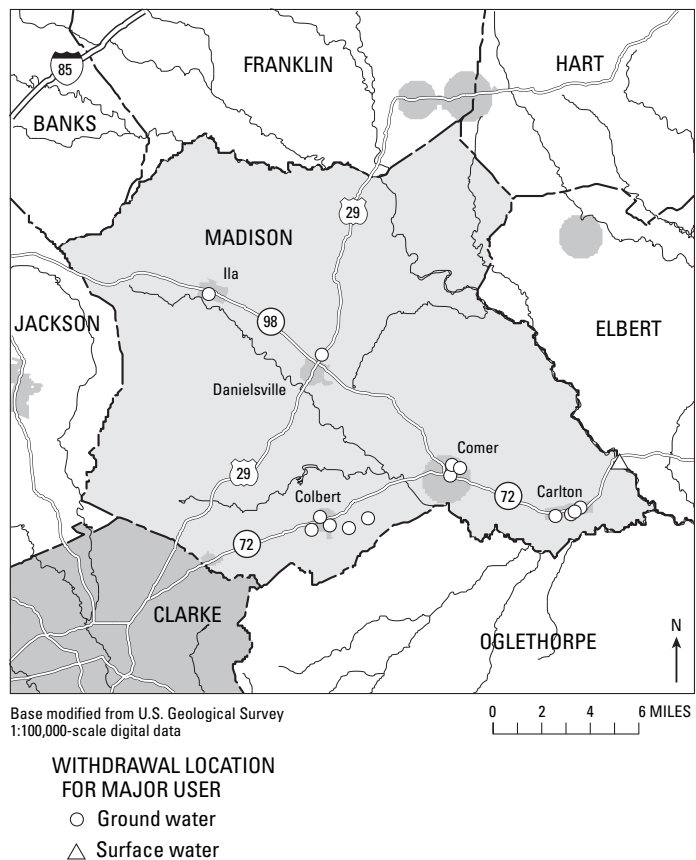 85
FRANKLIN
HART
BANKS
29
MADISON
Ila
98
JACKSON
ELBERT
Danielsville
29
Comer
Colbert
72
Carlton
72
CLARKE
OGLETHORPE
N
Base modified from U.S. Geological Survey
1:100,000-scale digital data
0 2 4 6 MILES
WITHDRAWAL LOCATION
FOR MAJOR USER
Ground water
Surface water